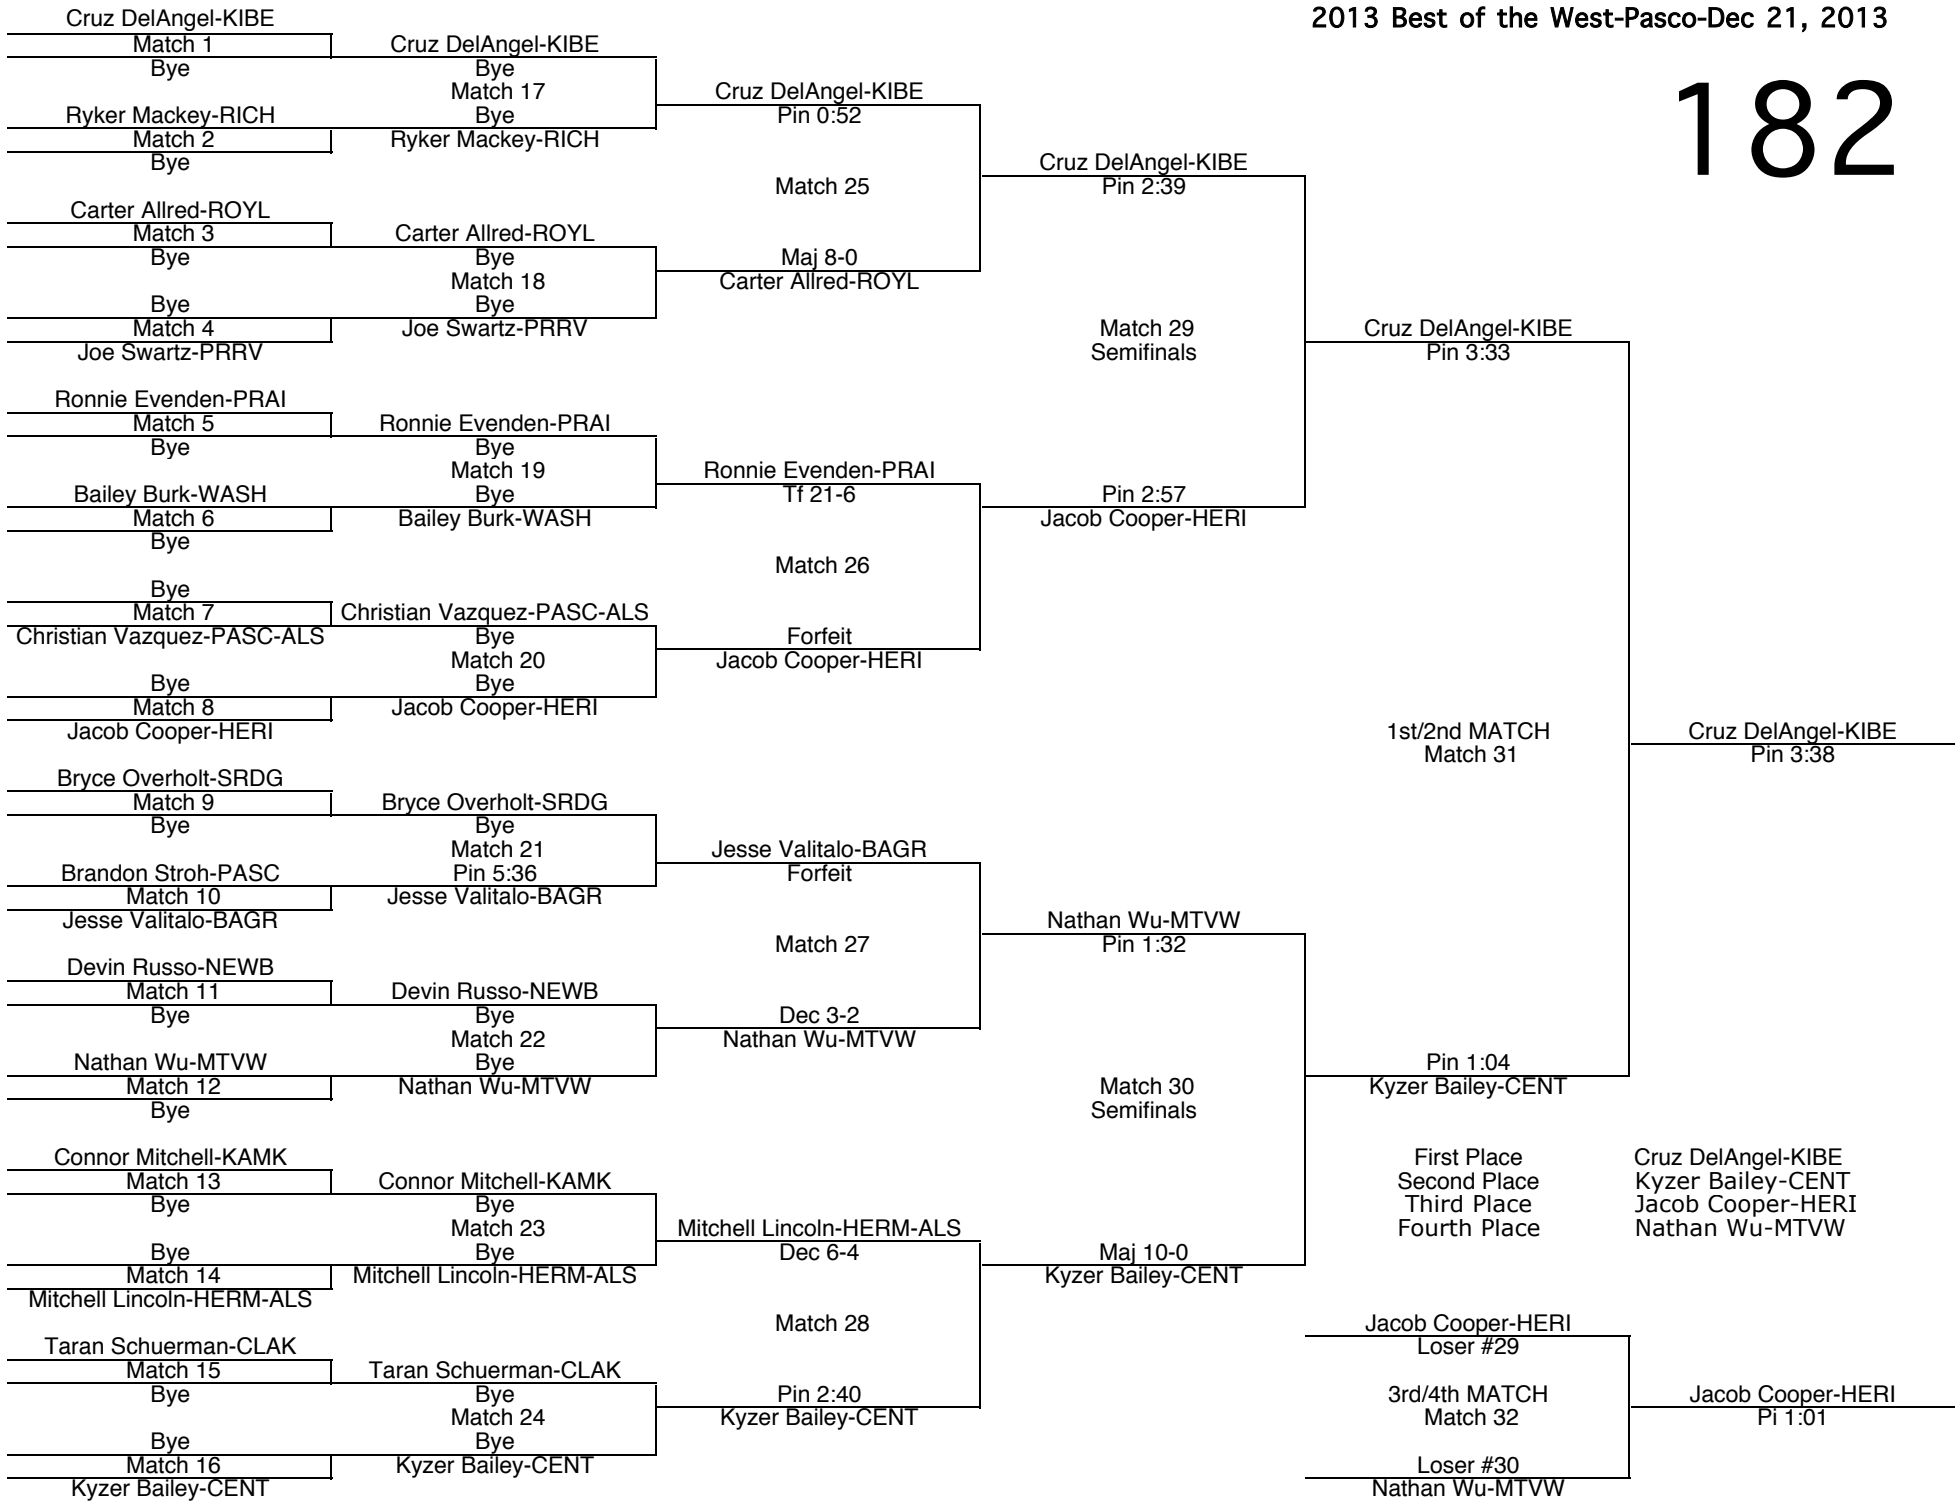 2013 Best of the West-Pasco-Dec 21, 2013
182
Cruz DelAngel-KIBE
Match 1
Bye
Ryker Mackey-RICH
Match 2
Bye
Carter Allred-ROYL
Match 3
Bye
Bye
Match 4
Joe Swartz-PRRV
Ronnie Evenden-PRAI
Match 5
Bye
Bailey Burk-WASH
Match 6
Bye
Bye
Match 7
Christian Vazquez-PASC-ALS
Bye
Match 8
Jacob Cooper-HERI
Bryce Overholt-SRDG
Match 9
Bye
Brandon Stroh-PASC
Match 10
Jesse Valitalo-BAGR
Devin Russo-NEWB
Match 11
Bye
Nathan Wu-MTVW
Match 12
Bye
Connor Mitchell-KAMK
Match 13
Bye
Bye
Match 14
Mitchell Lincoln-HERM-ALS
Taran Schuerman-CLAK
Match 15
Bye
Bye
Match 16
Kyzer Bailey-CENT
Cruz DelAngel-KIBE
Bye
Match 17
Bye
Ryker Mackey-RICH
Carter Allred-ROYL
Bye
Match 18
Bye
Joe Swartz-PRRV
Ronnie Evenden-PRAI
Bye
Match 19
Bye
Bailey Burk-WASH
Christian Vazquez-PASC-ALS
Bye
Match 20
Bye
Jacob Cooper-HERI
Bryce Overholt-SRDG
Bye
Match 21
Pin 5:36
Jesse Valitalo-BAGR
Devin Russo-NEWB
Bye
Match 22
Bye
Nathan Wu-MTVW
Connor Mitchell-KAMK
Bye
Match 23
Bye
Mitchell Lincoln-HERM-ALS
Taran Schuerman-CLAK
Bye
Match 24
Bye
Kyzer Bailey-CENT
Cruz DelAngel-KIBE
Pin 0:52
Match 25
Maj 8-0
Carter Allred-ROYL
Ronnie Evenden-PRAI
Tf 21-6
Match 26
Forfeit
Jacob Cooper-HERI
Jesse Valitalo-BAGR
Forfeit
Match 27
Dec 3-2
Nathan Wu-MTVW
Mitchell Lincoln-HERM-ALS
Dec 6-4
Match 28
Pin 2:40
Kyzer Bailey-CENT
Cruz DelAngel-KIBE
Pin 2:39
Match 29
Semifinals
Pin 2:57
Jacob Cooper-HERI
Nathan Wu-MTVW
Pin 1:32
Match 30
Semifinals
Maj 10-0
Kyzer Bailey-CENT
Cruz DelAngel-KIBE
Pin 3:33
1st/2nd MATCH
Match 31
Pin 1:04
Kyzer Bailey-CENT
Cruz DelAngel-KIBE
Pin 3:38
First Place Cruz DelAngel-KIBE
Second Place Kyzer Bailey-CENT
Third Place Jacob Cooper-HERI
Fourth Place Nathan Wu-MTVW
Jacob Cooper-HERI
Loser #29
3rd/4th MATCH
Match 32
Loser #30
Nathan Wu-MTVW
Jacob Cooper-HERI
Pi 1:01